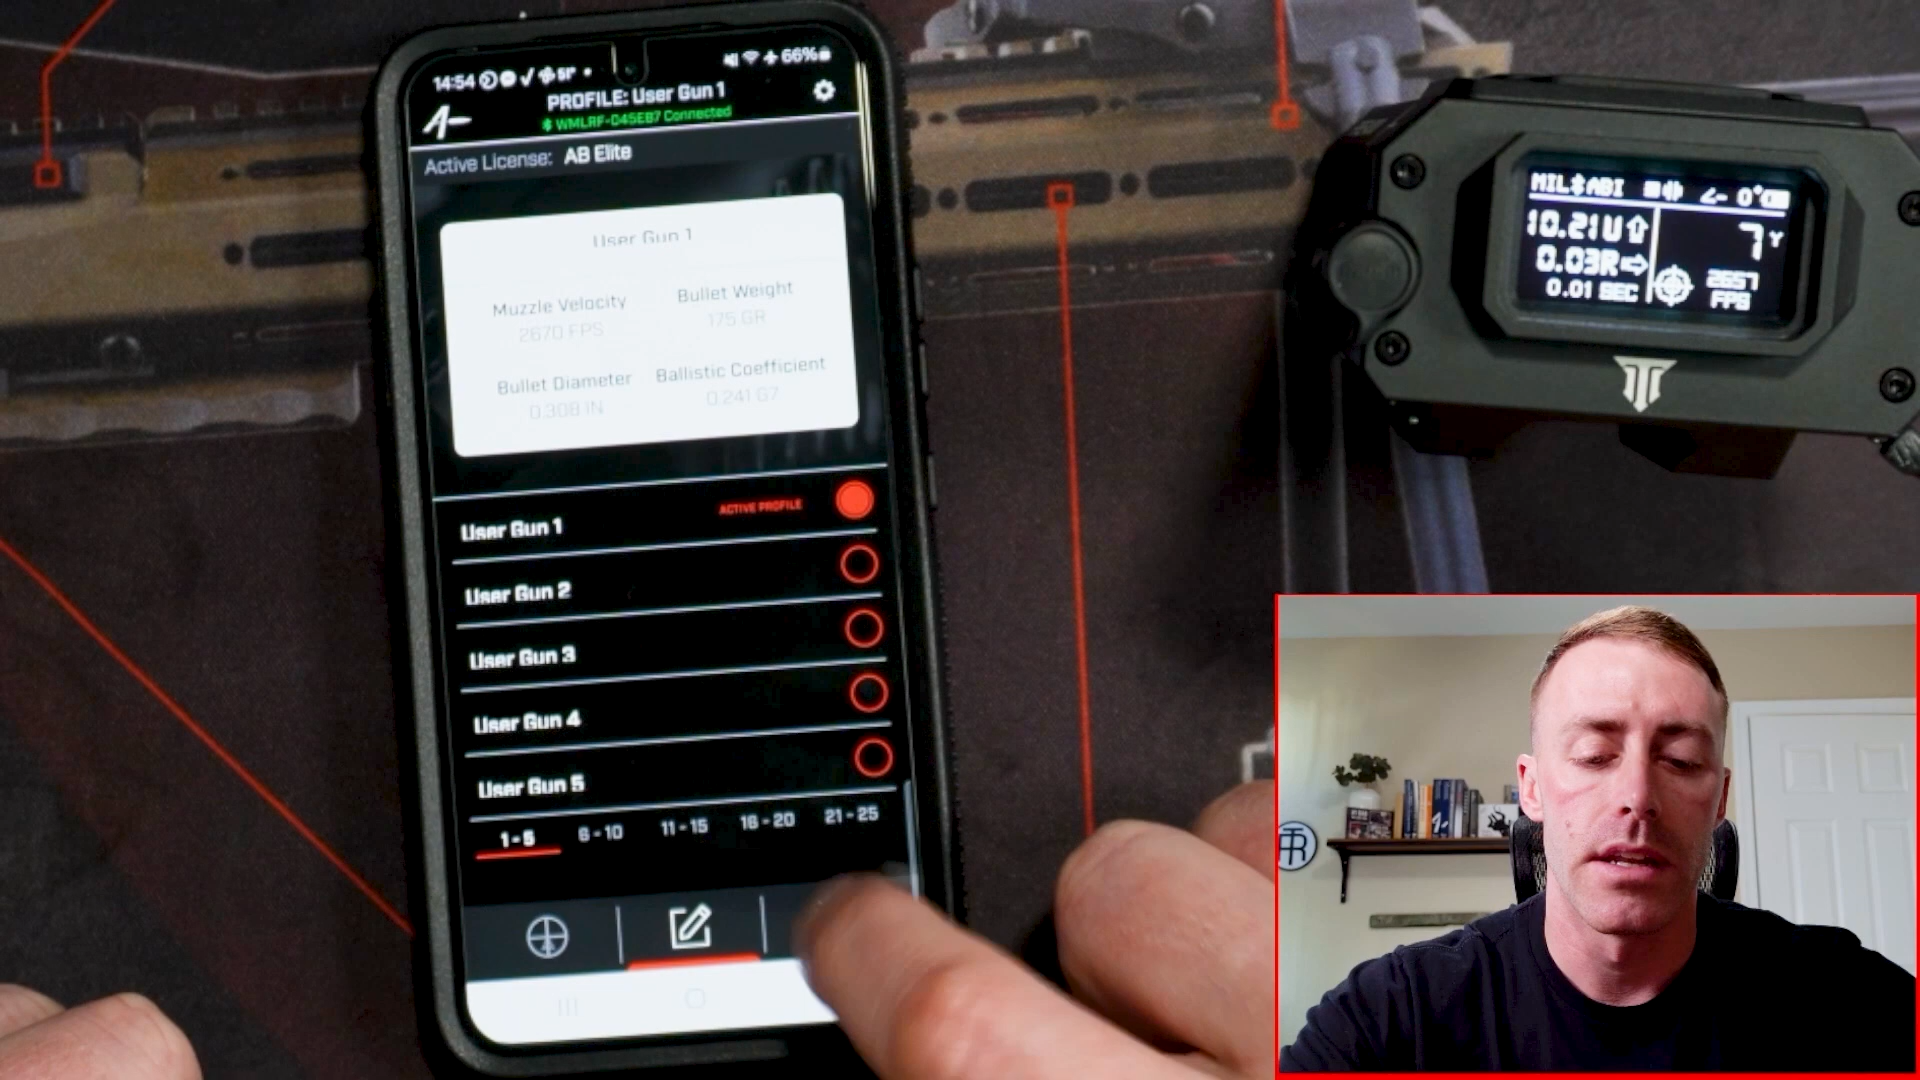 14:54
66%
PROFILE: User Gun 1
WMLRF-D45EB7 Connected
Active License: AB Elite
User Gun 1
Muzzle Velocity
2670 FPS
Bullet Weight
175 GR
Bullet Diameter
0.308 IN
Ballistic Coefficient
0.241 G7
User Gun 1
ACTIVE PROFILE
User Gun 2
User Gun 3
User Gun 4
User Gun 5
1-5
6-10
11-15
16-20
21-25
0°
10.21U
0.03R
0.01 SEC
7Y
2657
FPS